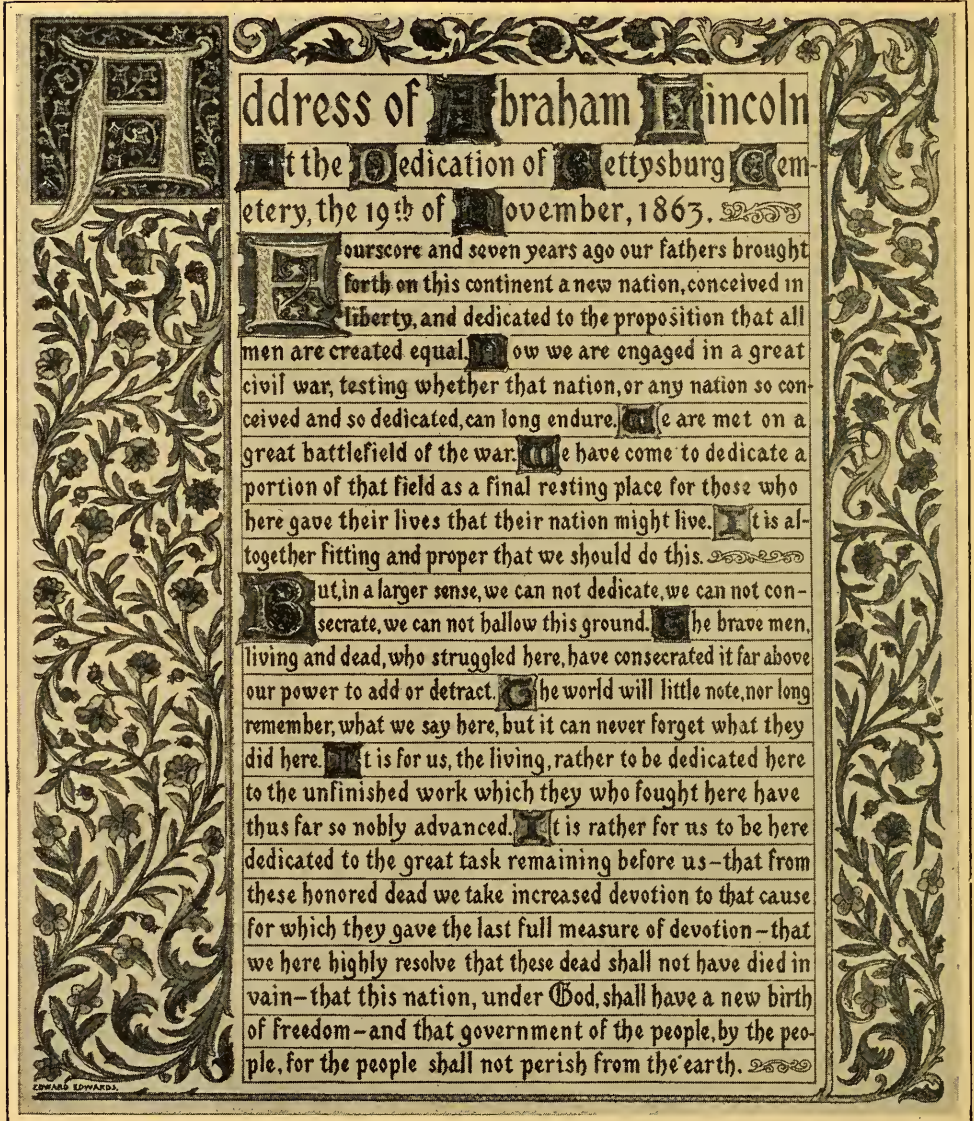 Address of Abraham Lincoln
At the Dedication of Gettysburg Cem-
etery, the 19th of November, 1863.
Fourscore and seven years ago our fathers brought
forth on this continent a new nation, conceived in
liberty, and dedicated to the proposition that all
men are created equal. Now we are engaged in a great
civil war, testing whether that nation, or any nation so con-
ceived and so dedicated, can long endure. We are met on a
great battlefield of the war. We have come to dedicate a
portion of that field as a final resting place for those who
here gave their lives that their nation might live. It is al-
together fitting and proper that we should do this.
But, in a larger sense, we can not dedicate, we can not con-
secrate, we can not hallow this ground. The brave men,
living and dead, who struggled here, have consecrated it far above
our power to add or detract. The world will little note, nor long
remember, what we say here, but it can never forget what they
did here. It is for us, the living, rather to be dedicated here
to the unfinished work which they who fought here have
thus far so nobly advanced. It is rather for us to be here
dedicated to the great task remaining before us—that from
these honored dead we take increased devotion to that cause
for which they gave the last full measure of devotion—that
we here highly resolve that these dead shall not have died in
vain—that this nation, under God, shall have a new birth
of freedom—and that government of the people, by the peo-
ple, for the people shall not perish from the earth.
EDWARD EDWARDS.